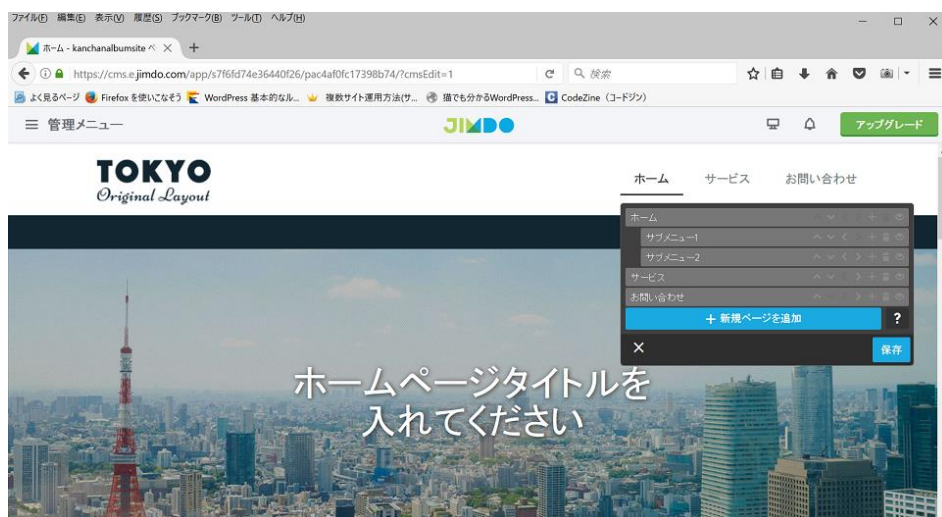 ファイル(F) 編集(E) 表示(V) 履歴(S) ブックマーク(B) ツール(T) ヘルプ(H)
ホーム - kanchanalbumsite ペ
https://cms.e.jimdo.com/app/s7f6fd74e36440f26/pac4af0fc17398b74/?cmsEdit=1
検索
よく見るページ Firefox を使いこなそう WordPress 基本的なル... 複数サイト運用方法(サ... 猫でも分かるWordPress... CodeZine（コードジン）
管理メニュー
JIMDO
アップグレード
TOKYO
Original Layout
ホーム サービス お問い合わせ
ホーム
サブメニュー1
サブメニュー2
サービス
お問い合わせ
+ 新規ページを追加 ?
保存
ホームページタイトルを
入れてください